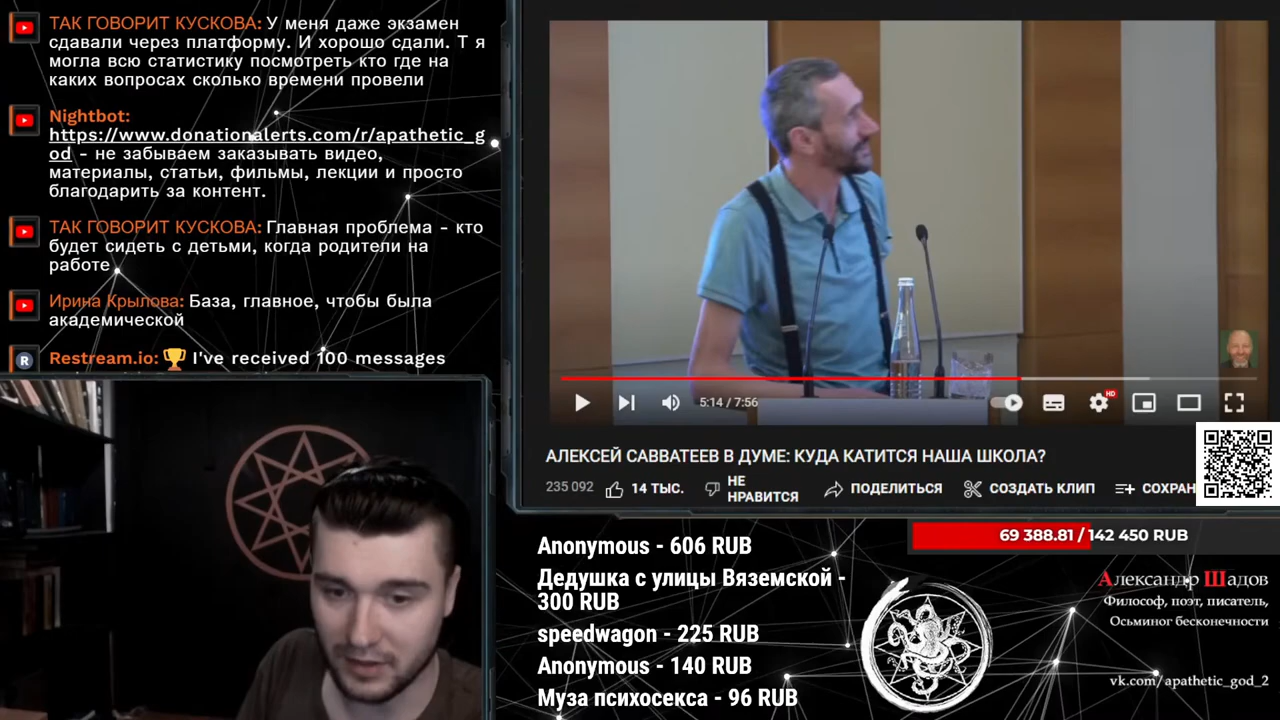 ТАК ГОВОРИТ КУСКОВА: У меня даже экзамен
сдавали через платформу. И хорошо сдали. Т я
могла всю статистику посмотреть кто где на
каких вопросах сколько времени провели
Nightbot:
https://www.donationalerts.com/r/apathetic_g
od - не забываем заказывать видео,
материалы, статьи, фильмы, лекции и просто
благодарить за контент.
ТАК ГОВОРИТ КУСКОВА: Главная проблема - кто
будет сидеть с детьми, когда родители на
работе
Ирина Крылова: База, главное, чтобы была
академической
Restream.io: 🏆 I've received 100 messages
5:14 / 7:56
HD
АЛЕКСЕЙ САВВАТЕЕВ В ДУМЕ: КУДА КАТИТСЯ НАША ШКОЛА?
235 092
14 ТЫС.
НЕ
НРАВИТСЯ
ПОДЕЛИТЬСЯ
СОЗДАТЬ КЛИП
СОХРАН
69 388.81 / 142 450 RUB
Anonymous - 606 RUB
Дедушка с улицы Вяземской -
300 RUB
speedwagon - 225 RUB
Anonymous - 140 RUB
Муза психосекса - 96 RUB
Александр Шадов
Философ, поэт, писатель,
Осьминог бесконечности
vk.com/apathetic_god_2